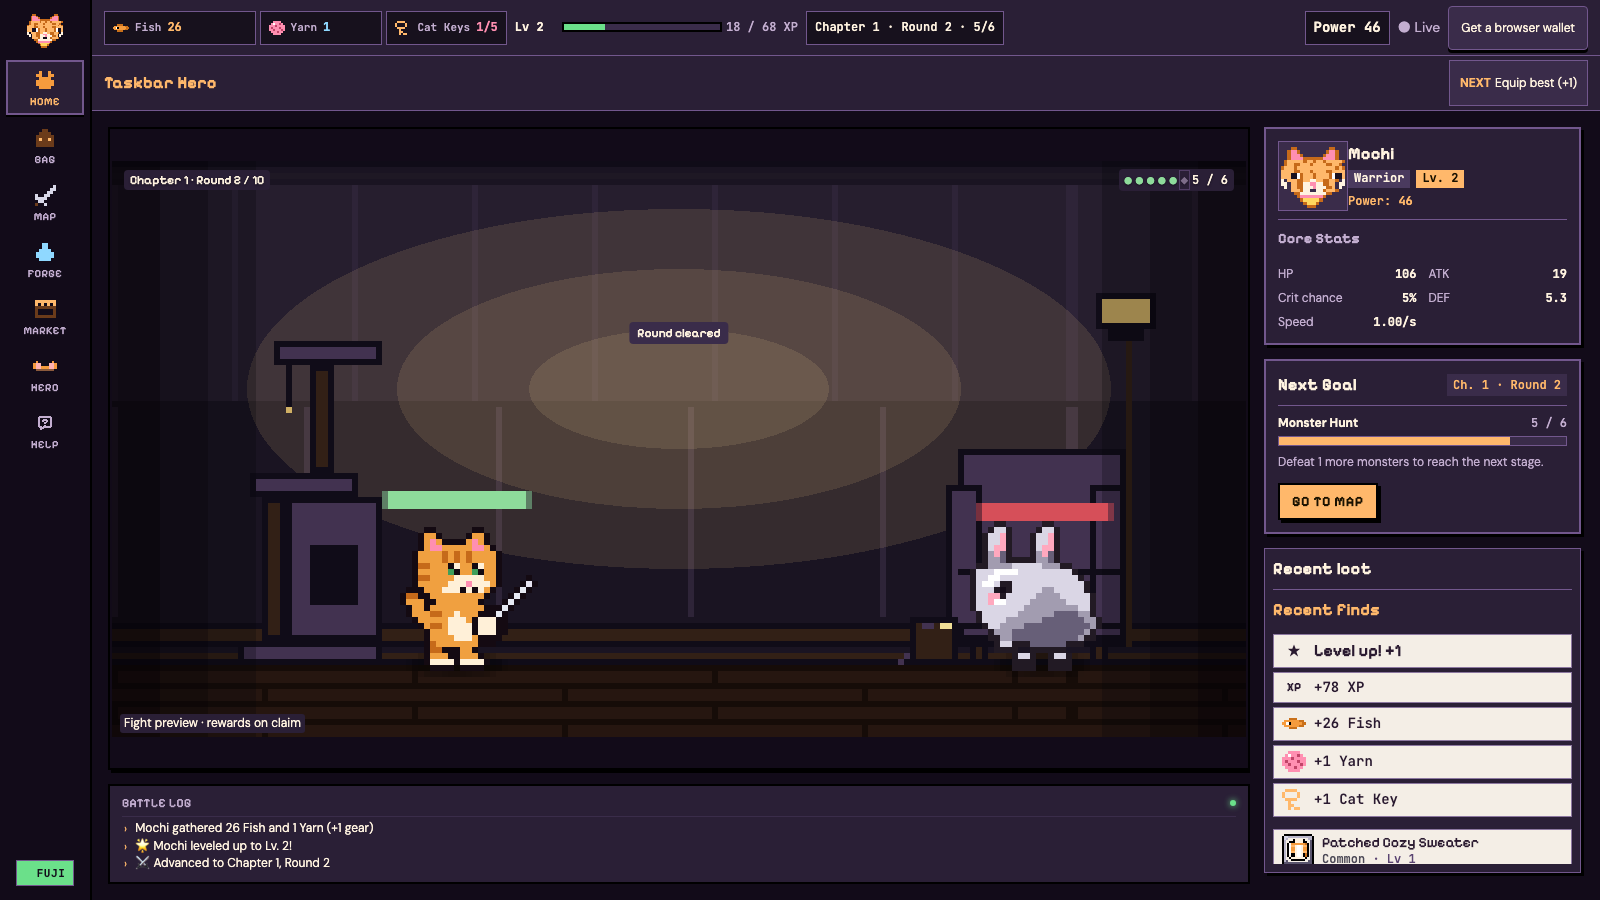 Fish 26
Yarn 1
Cat Keys 1/5
Lv 2
18 / 68 XP
Chapter 1 · Round 2 · 5/6
Power 46
Live
Get a browser wallet
HOME
BAG
MAP
FORGE
MARKET
HERO
HELP
FUJI
Taskbar Hero
NEXT Equip best (+1)
Chapter 1 · Round 2 / 10
5 / 6
Round cleared
Fight preview · rewards on claim
BATTLE LOG
› Mochi gathered 26 Fish and 1 Yarn (+1 gear)
› 🌟 Mochi leveled up to Lv. 2!
› ⚔️ Advanced to Chapter 1, Round 2
Mochi
Warrior Lv. 2
Power: 46
Core Stats
HP 106 ATK 19
Crit chance 5% DEF 5.3
Speed 1.00/s
Next Goal
Ch. 1 · Round 2
Monster Hunt 5 / 6
Defeat 1 more monsters to reach the next stage.
GO TO MAP
Recent loot
Recent finds
★ Level up! +1
XP +78 XP
+26 Fish
+1 Yarn
+1 Cat Key
Patched Cozy Sweater
Common · Lv 1